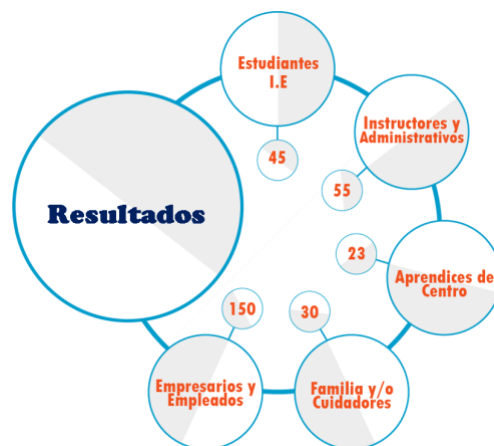 Resultados
Estudiantes
I.E
45
Instructores y
Administrativos
55
23
Aprendices de
Centro
30
Familia y/o
Cuidadores
150
Empresarios y
Empleados